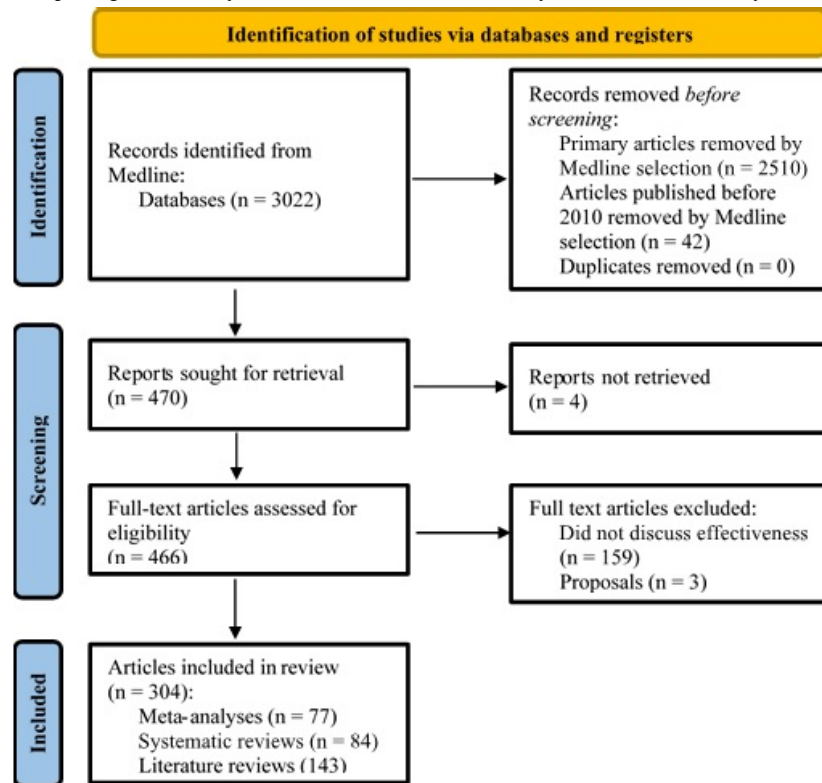 Identification of studies via databases and registers
Identification
Records identified from
Medline:
Databases (n = 3022)
Records removed before
screening:
Primary articles removed by
Medline selection (n = 2510)
Articles published before
2010 removed by Medline
selection (n = 42)
Duplicates removed (n = 0)
Screening
Reports sought for retrieval
(n = 470)
Reports not retrieved
(n = 4)
Full-text articles assessed for
eligibility
(n = 466)
Full text articles excluded:
Did not discuss effectiveness
(n = 159)
Proposals (n = 3)
Included
Articles included in review
(n = 304):
Meta-analyses (n = 77)
Systematic reviews (n = 84)
Literature reviews (143)